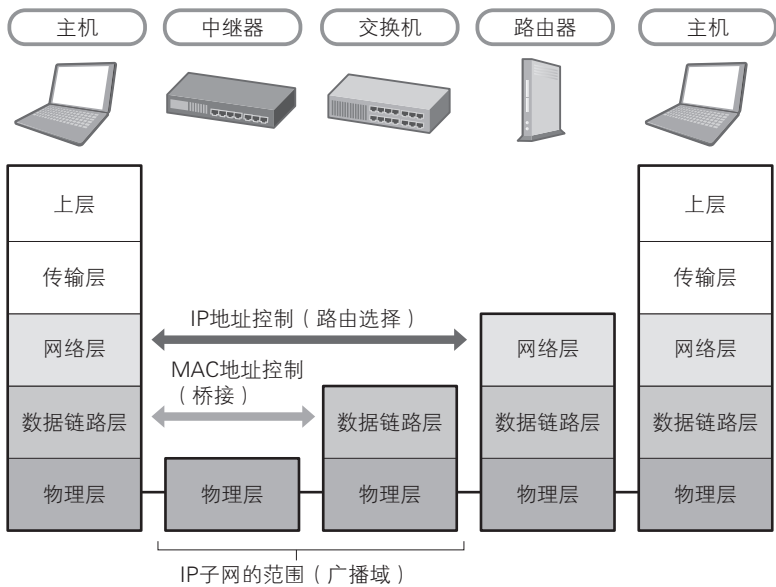 主机
中继器
交换机
路由器
主机
上层
上层
传输层
传输层
IP地址控制（路由选择）
网络层
网络层
网络层
MAC地址控制
（桥接）
数据链路层
数据链路层
数据链路层
数据链路层
物理层
物理层
物理层
物理层
物理层
IP子网的范围（广播域）